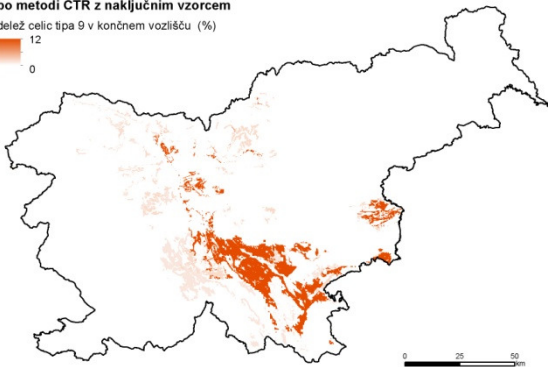 po metodi CTR z naključnim vzorcem
delež celic tipa 9 v končnem vozlišču (%)
12
0
0 25 50
km